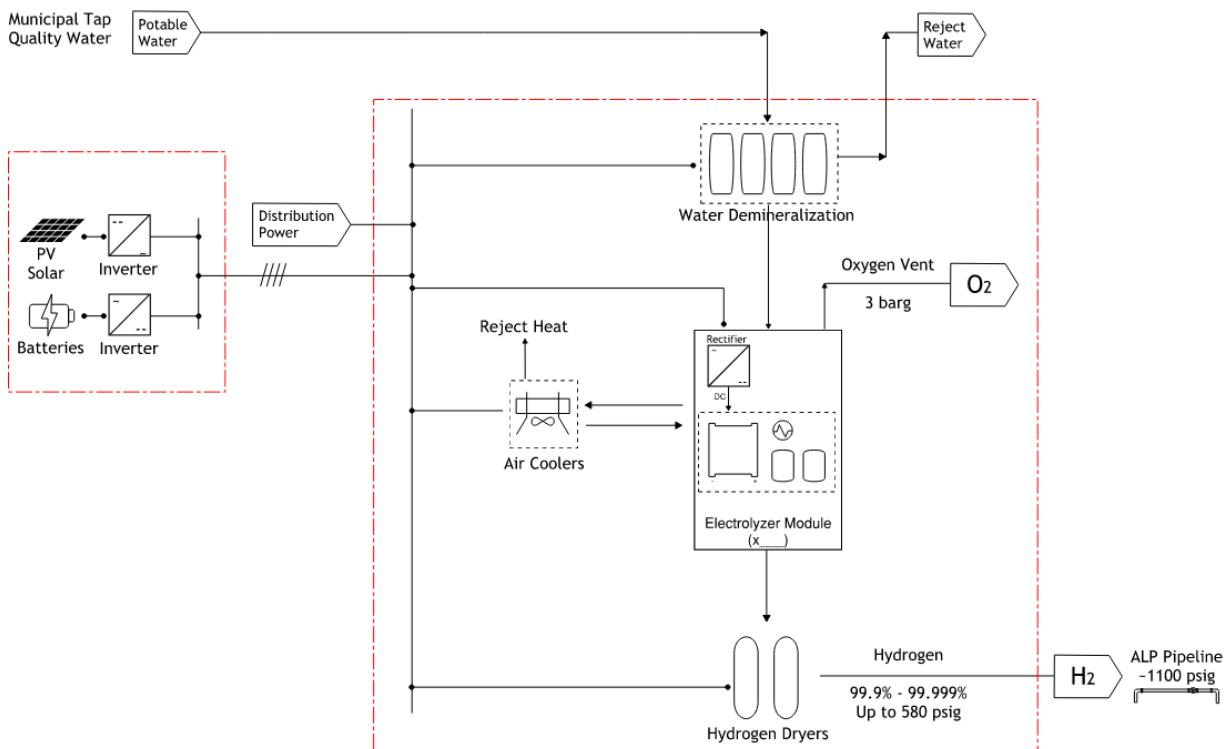 Municipal Tap
Quality Water
Potable
Water
Reject
Water
Water Demineralization
Distribution
Power
PV
Solar
Inverter
Batteries
Inverter
Oxygen Vent
3 barg
O2
Reject Heat
Air Coolers
Rectifier
~
--
DC
-
+
Electrolyzer Module
(x___)
Hydrogen
99.9% - 99.999%
Up to 580 psig
Hydrogen Dryers
H2
ALP Pipeline
~1100 psig